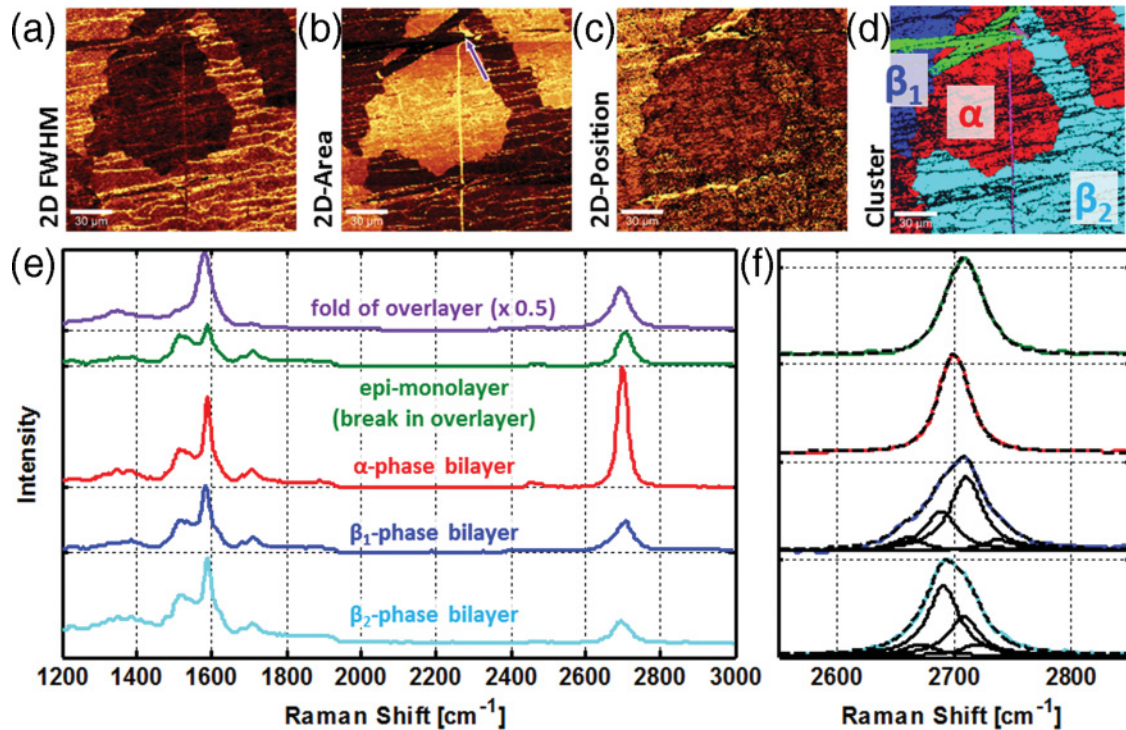 (a)
2D FWHM
30 µm
(b)
2D-Area
30 µm
(c)
2D-Position
30 µm
(d)
Cluster
β1
α
β2
30 µm
(e)
Intensity
fold of overlayer (x 0.5)
epi-monolayer
(break in overlayer)
α-phase bilayer
β1-phase bilayer
β2-phase bilayer
1200 1400 1600 1800 2000 2200 2400 2600 2800 3000
Raman Shift [cm⁻¹]
(f)
2600 2700 2800
Raman Shift [cm⁻¹]